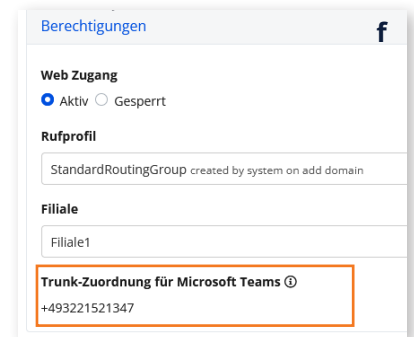 Berechtigungen
f
Web Zugang
Aktiv Gesperrt
Rufprofil
StandardRoutingGroup created by system on add domain
Filiale
Filiale1
Trunk-Zuordnung für Microsoft Teams
+493221521347